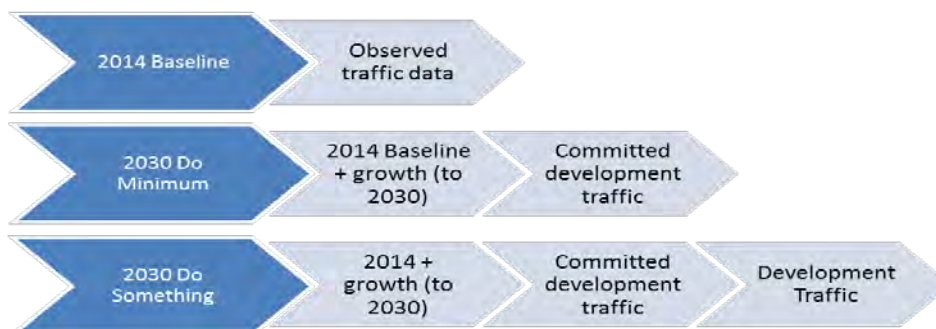 2014 Baseline
Observed
traffic data
2030 Do
Minimum
2014 Baseline
+ growth (to
2030)
Committed
development
traffic
2030 Do
Something
2014 +
growth (to
2030)
Committed
development
traffic
Development
Traffic